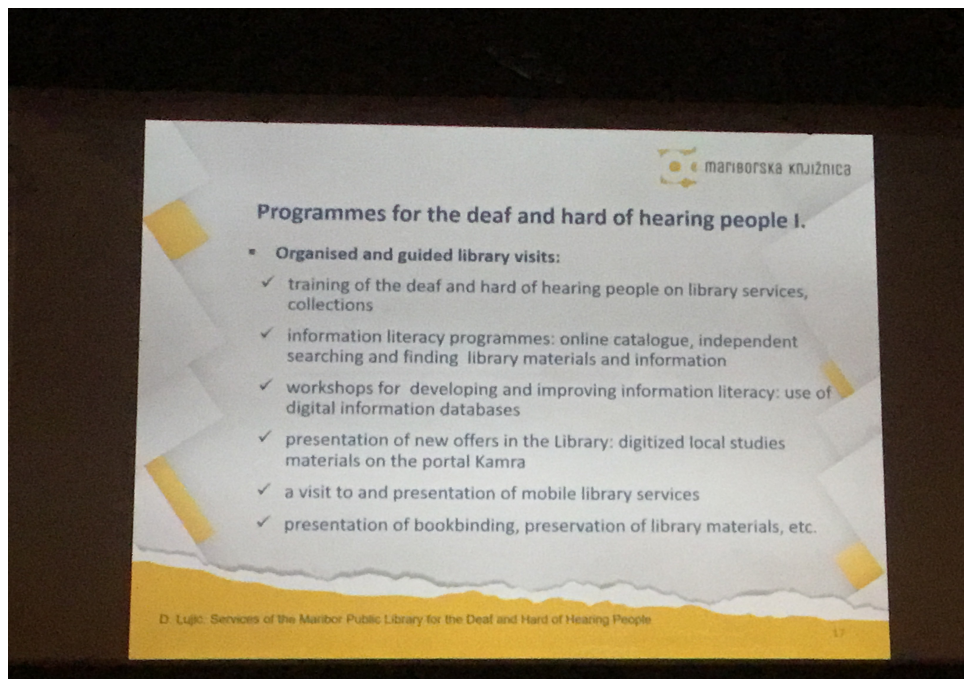 mariborska knjižnica
Programmes for the deaf and hard of hearing people I.
▪ Organised and guided library visits:
✓ training of the deaf and hard of hearing people on library services,
collections
✓ information literacy programmes: online catalogue, independent
searching and finding library materials and information
✓ workshops for developing and improving information literacy: use of
digital information databases
✓ presentation of new offers in the Library: digitized local studies
materials on the portal Kamra
✓ a visit to and presentation of mobile library services
✓ presentation of bookbinding, preservation of library materials, etc.
D. Lujić: Services of the Maribor Public Library for the Deaf and Hard of Hearing People
17